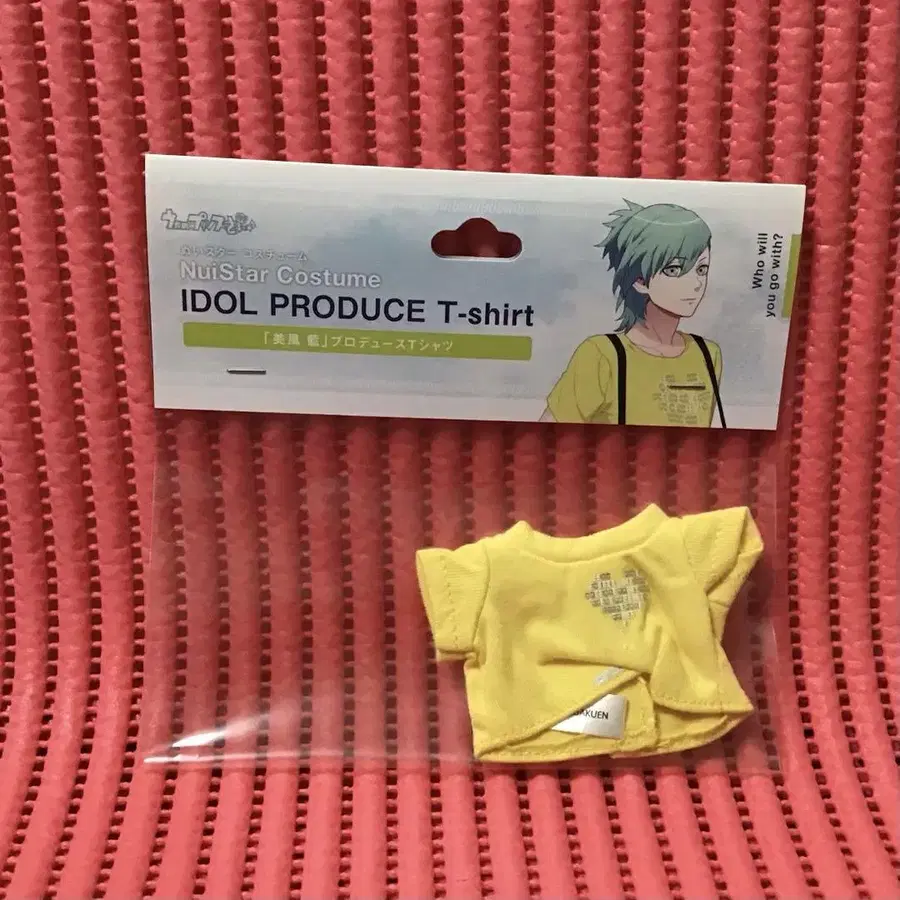 うたの☆プリンスさまっ♪
ぬいスター コスチューム
NuiStar Costume
IDOL PRODUCE T-shirt
「美風 藍」プロデュースTシャツ
Who will
you go with?
AKUEN